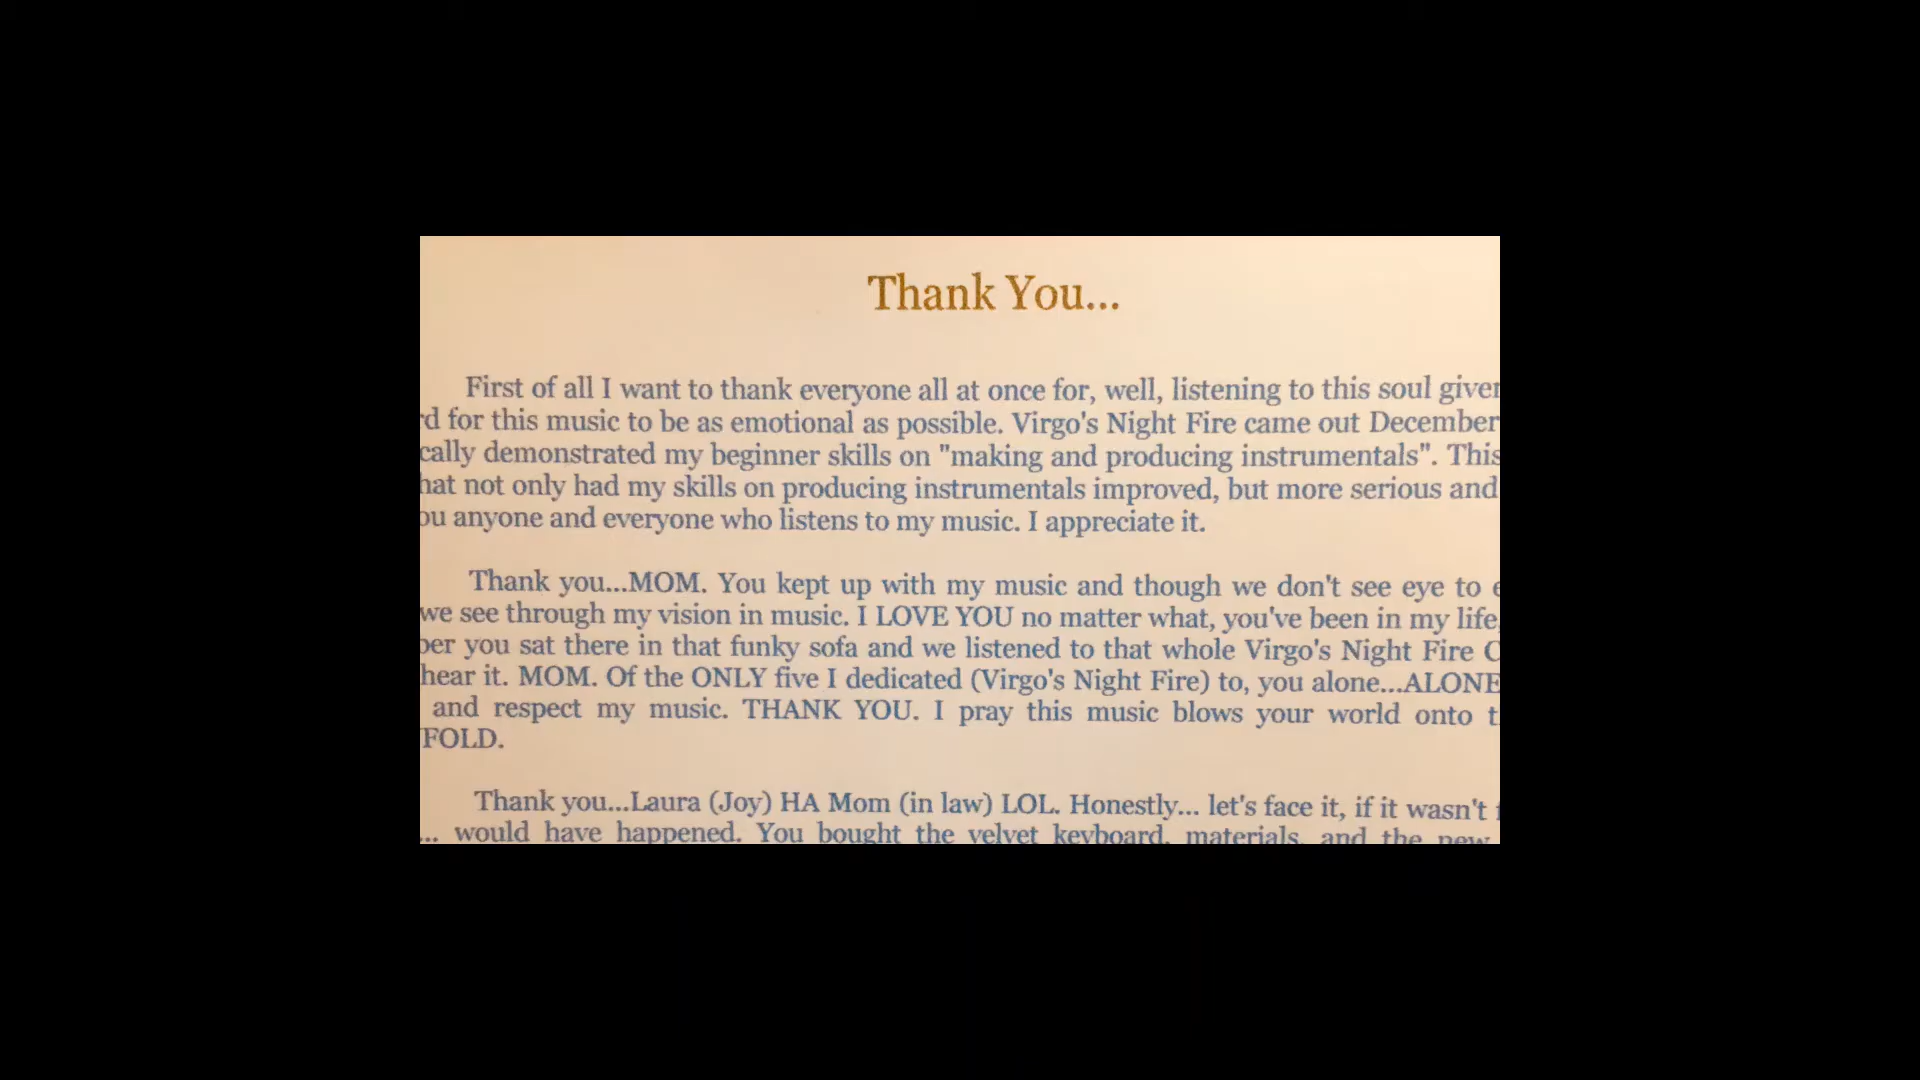 Thank You...
First of all I want to thank everyone all at once for, well, listening to this soul given
d for this music to be as emotional as possible. Virgo's Night Fire came out December
cally demonstrated my beginner skills on "making and producing instrumentals". This
hat not only had my skills on producing instrumentals improved, but more serious and
ou anyone and everyone who listens to my music. I appreciate it.
Thank you...MOM. You kept up with my music and though we don't see eye to e
we see through my vision in music. I LOVE YOU no matter what, you've been in my life,
ber you sat there in that funky sofa and we listened to that whole Virgo's Night Fire C
hear it. MOM. Of the ONLY five I dedicated (Virgo's Night Fire) to, you alone...ALONE
and respect my music. THANK YOU. I pray this music blows your world onto t
FOLD.
Thank you...Laura (Joy) HA Mom (in law) LOL. Honestly... let's face it, if it wasn't f
... would have happened. You bought the velvet keyboard, materials, and the new